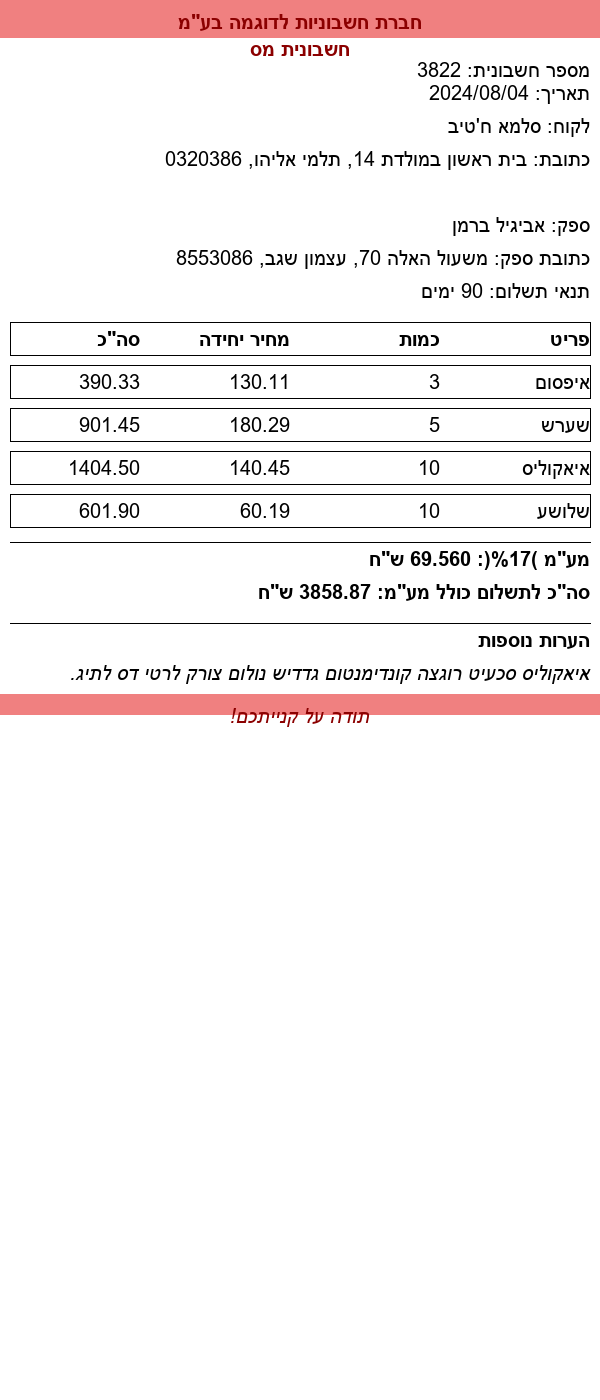 חברת חשבוניות לדוגמה בע"מ
חשבונית מס
מספר חשבונית: 3822
תאריך: 2024/08/04
לקוח: סלמא ח'טיב
כתובת: בית ראשון במולדת 14, תלמי אליהו, 0320386
ספק: אביגיל ברמן
כתובת ספק: משעול האלה 70, עצמון שגב, 8553086
תנאי תשלום: 90 ימים
פריט כמות מחיר יחידה סה"כ
איפסום 3 130.11 390.33
שערש 5 180.29 901.45
איאקוליס 10 140.45 1404.50
שלושע 10 60.19 601.90
מע"מ )17%(: 69.560 ש"ח
סה"כ לתשלום כולל מע"מ: 3858.87 ש"ח
הערות נוספות
איאקוליס סכעיט רוגצה קונדימנטום גדדיש נולום צורק לרטי דס לתיג.
תודה על קנייתכם!